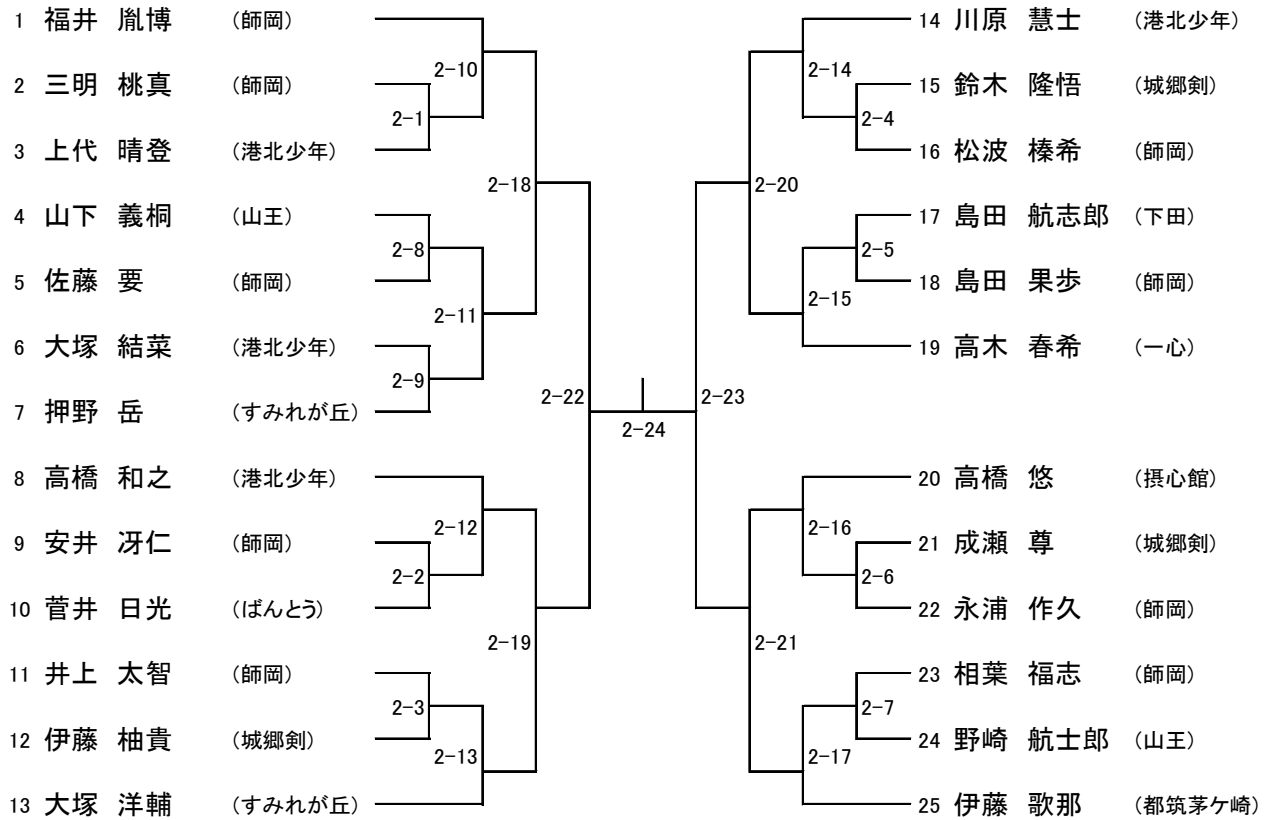 1 福井 胤博 (師岡)
2 三明 桃真 (師岡)
3 上代 晴登 (港北少年)
4 山下 義桐 (山王)
5 佐藤 要 (師岡)
6 大塚 結菜 (港北少年)
7 押野 岳 (すみれが丘)
8 高橋 和之 (港北少年)
9 安井 冴仁 (師岡)
10 菅井 日光 (ばんとう)
11 井上 太智 (師岡)
12 伊藤 柚貴 (城郷剣)
13 大塚 洋輔 (すみれが丘)
2-10
2-1
2-18
2-8
2-11
2-9
2-22
2-12
2-2
2-19
2-3
2-13
2-24
2-14
2-4
2-20
2-5
2-15
2-23
2-16
2-6
2-21
2-7
2-17
14 川原 慧士 (港北少年)
15 鈴木 隆悟 (城郷剣)
16 松波 榛希 (師岡)
17 島田 航志郎 (下田)
18 島田 果歩 (師岡)
19 高木 春希 (一心)
20 高橋 悠 (摂心館)
21 成瀬 尊 (城郷剣)
22 永浦 作久 (師岡)
23 相葉 福志 (師岡)
24 野崎 航士郎 (山王)
25 伊藤 歌那 (都筑茅ケ崎)